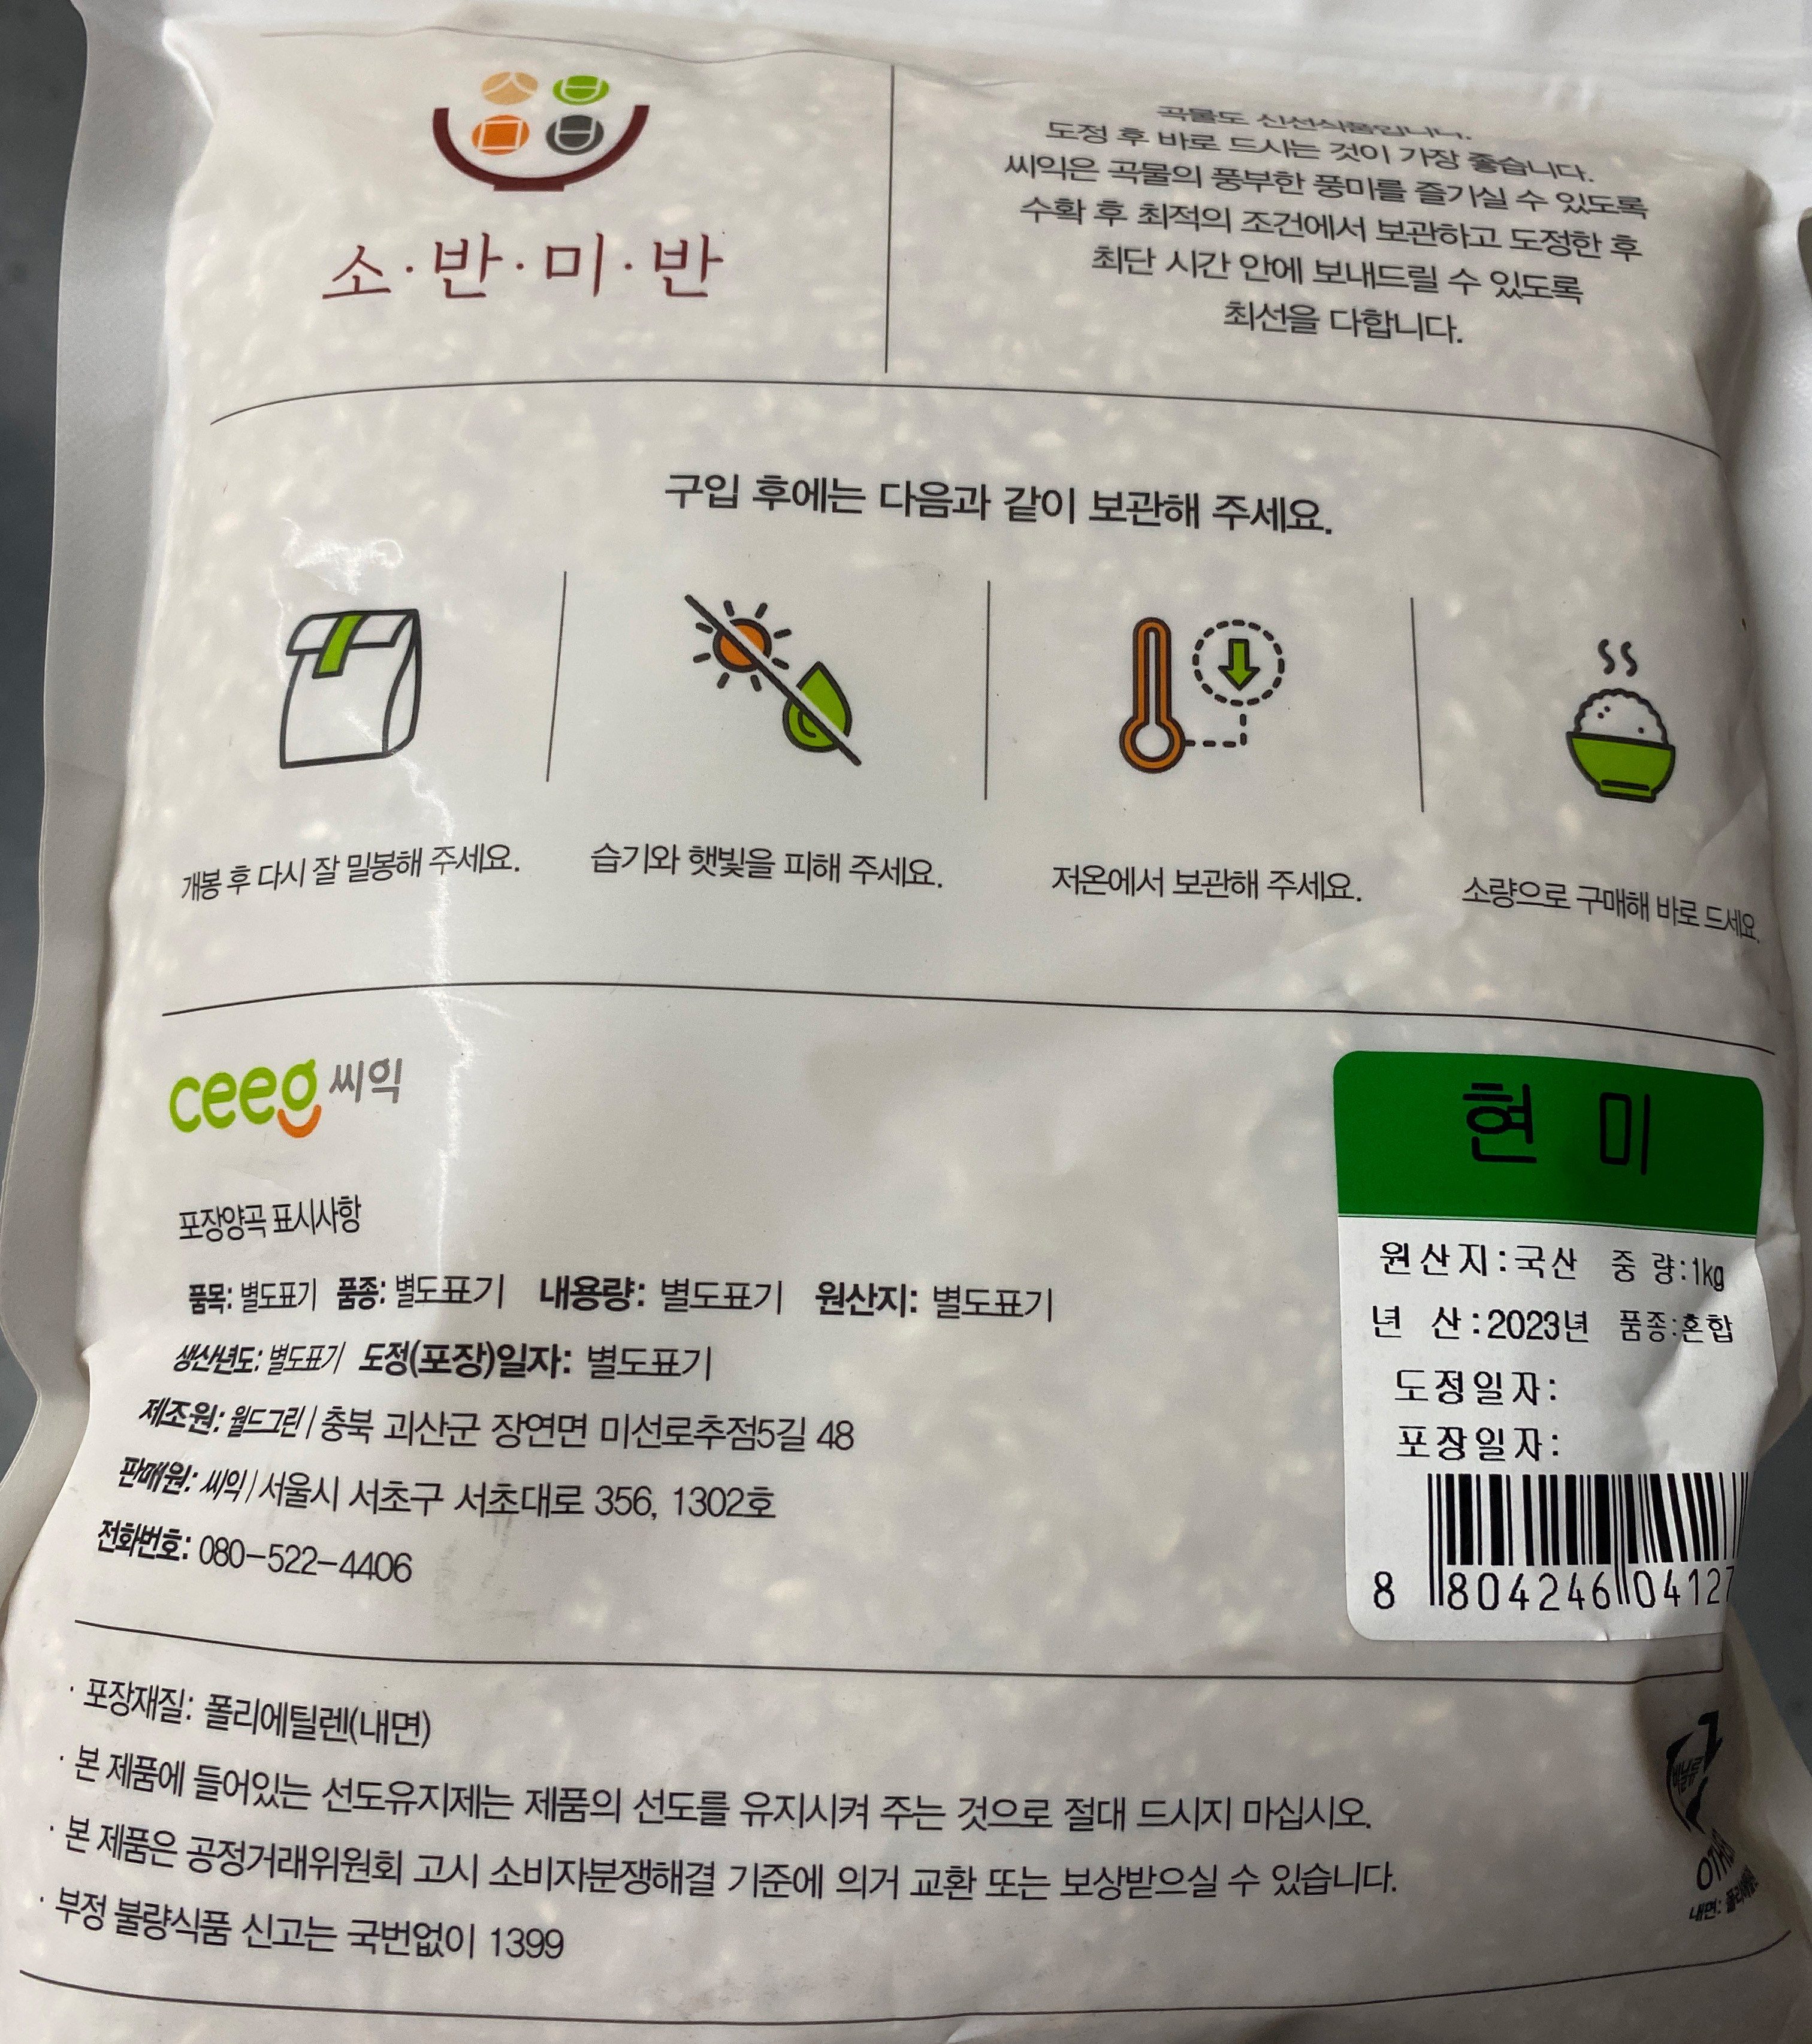 소 반 미 반
소·반·미·반
곡물도 신선식품입니다.
도정 후 바로 드시는 것이 가장 좋습니다.
씨익은 곡물의 풍부한 풍미를 즐기실 수 있도록
수확 후 최적의 조건에서 보관하고 도정한 후
최단 시간 안에 보내드릴 수 있도록
최선을 다합니다.
구입 후에는 다음과 같이 보관해 주세요.
개봉 후 다시 잘 밀봉해 주세요.
습기와 햇빛을 피해 주세요.
저온에서 보관해 주세요.
소량으로 구매해 바로 드세요.
ceeg 씨익
포장양곡 표시사항
품목: 별도표기 품종: 별도표기 내용량: 별도표기 원산지: 별도표기
생산년도: 별도표기 도정(포장)일자: 별도표기
제조원: 월드그린 | 충북 괴산군 장연면 미선로추점5길 48
판매원: 씨익 | 서울시 서초구 서초대로 356, 1302호
전화번호: 080-522-4406
현 미
원산지:국산 중 량:1kg
년 산:2023년 품종:혼합
도정일자:
포장일자:
8 804246 04127
· 포장재질: 폴리에틸렌(내면)
· 본 제품에 들어있는 선도유지제는 제품의 선도를 유지시켜 주는 것으로 절대 드시지 마십시오.
· 본 제품은 공정거래위원회 고시 소비자분쟁해결 기준에 의거 교환 또는 보상받으실 수 있습니다.
· 부정 불량식품 신고는 국번없이 1399
비닐류
OTHER
내면: